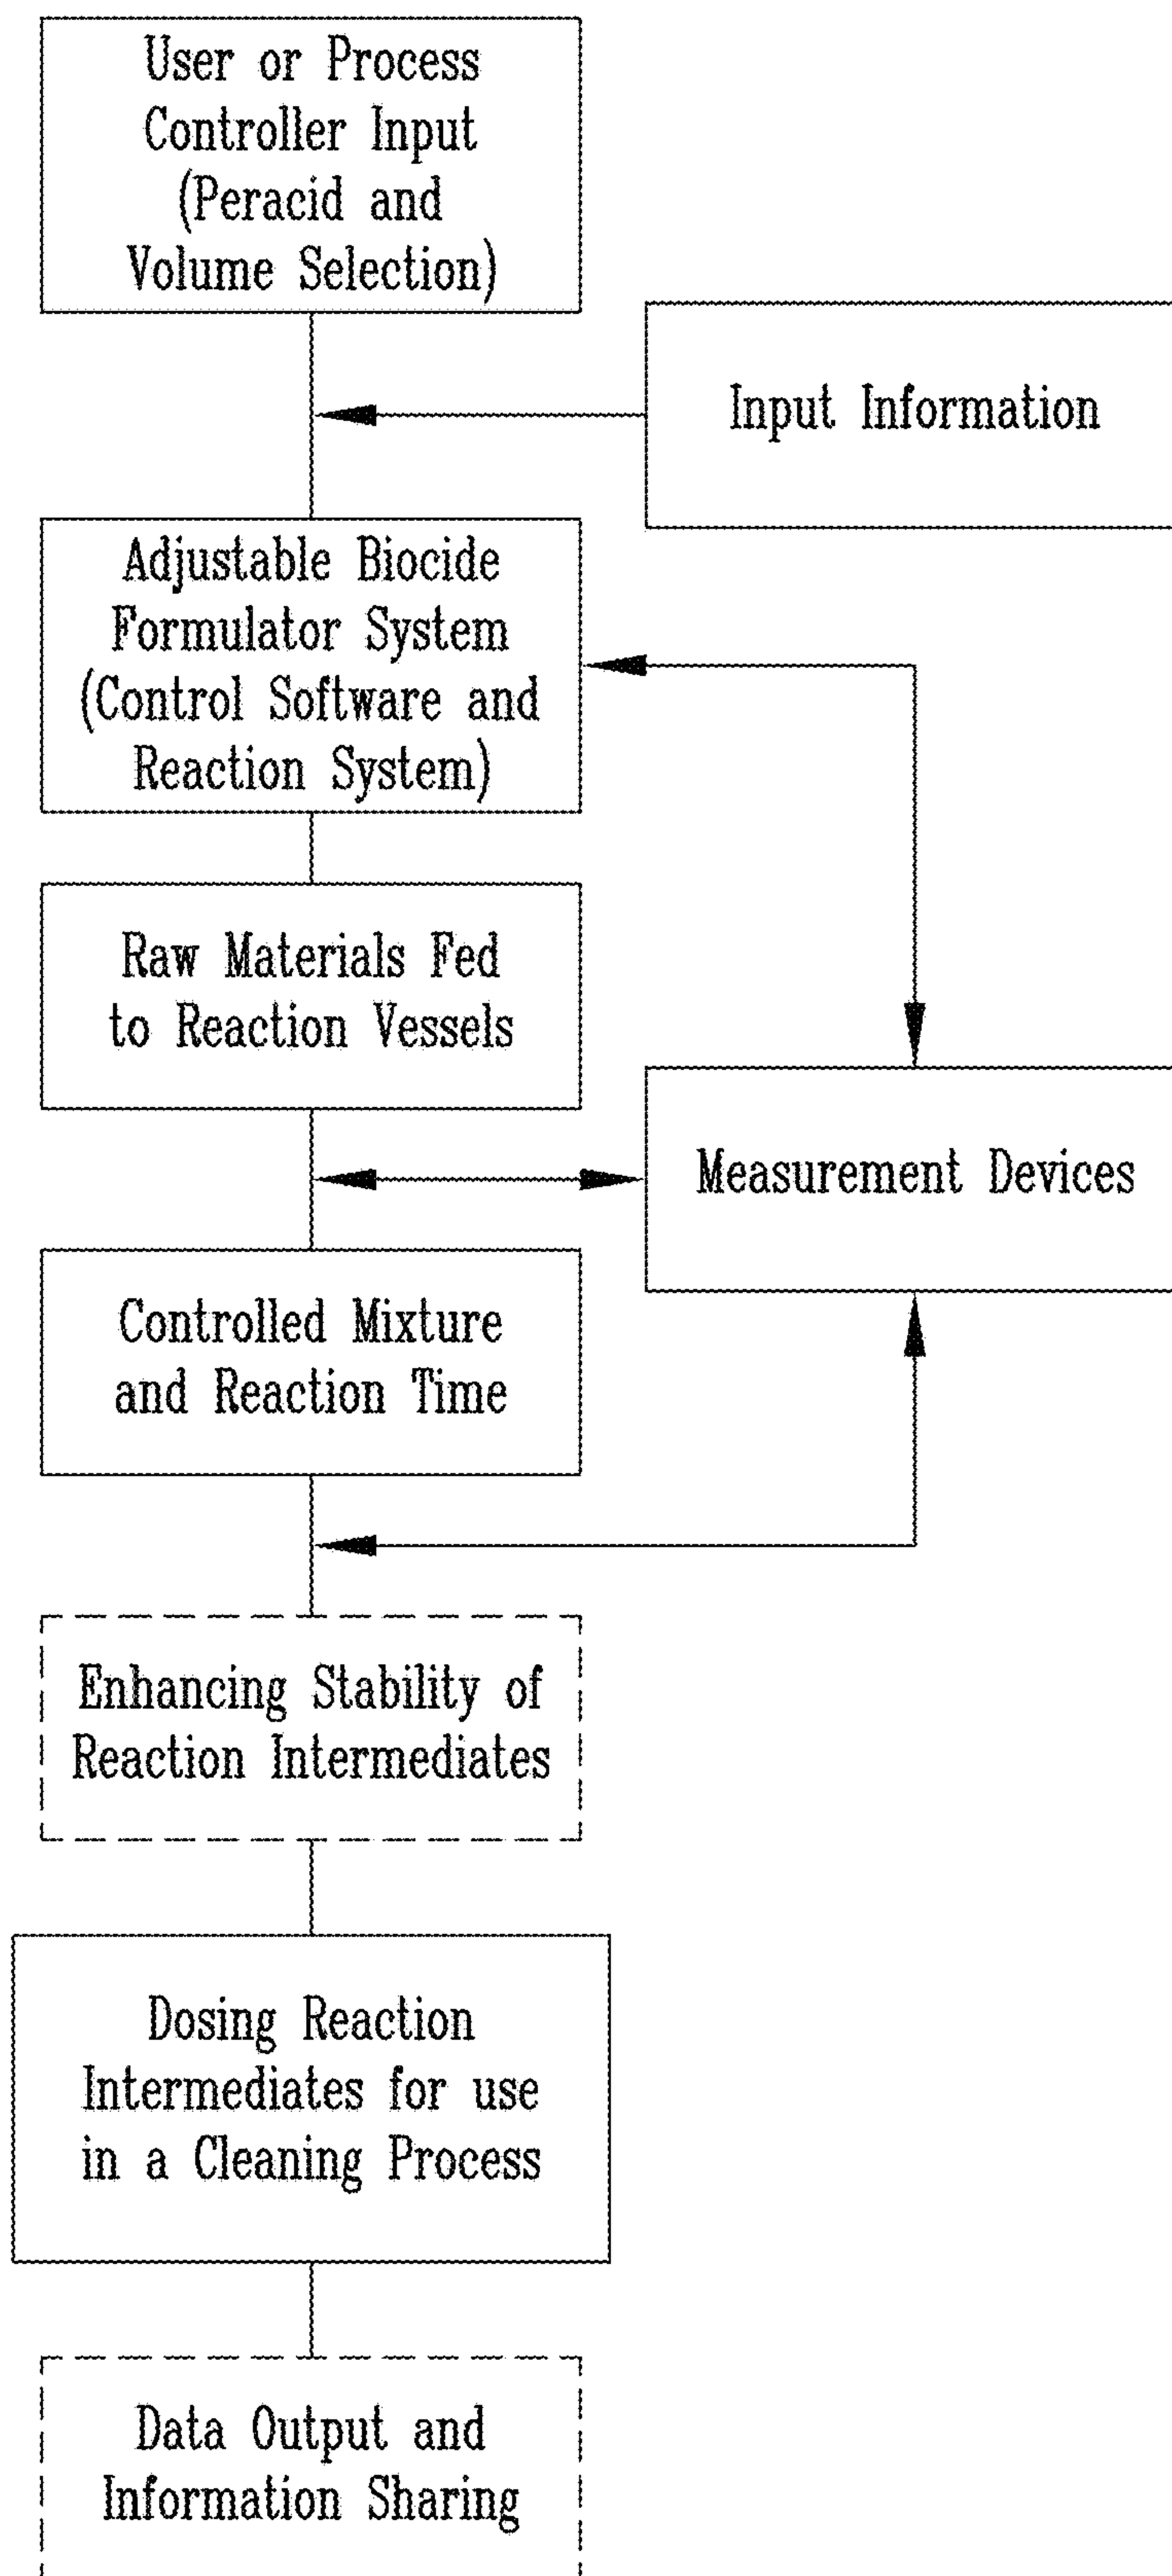 User or Process
Controller Input
(Peracid and
Volume Selection)
Input Information
Adjustable Biocide
Formulator System
(Control Software and
Reaction System)
Raw Materials Fed
to Reaction Vessels
Measurement Devices
Controlled Mixture
and Reaction Time
Enhancing Stability of
Reaction Intermediates
Dosing Reaction
Intermediates for use
in a Cleaning Process
Data Output and
Information Sharing